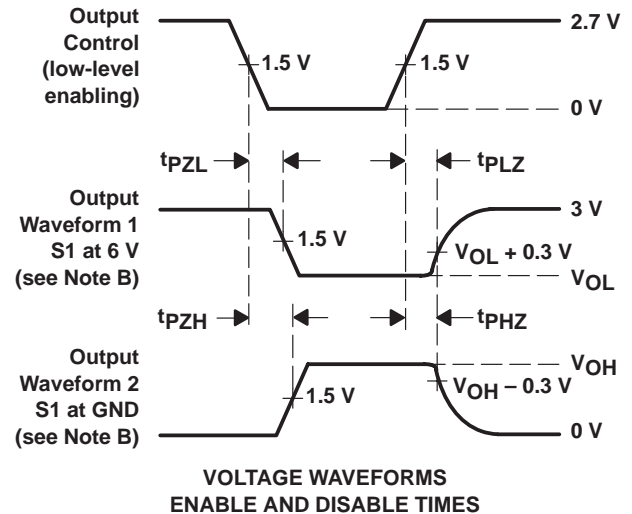 Output
Control
(low-level
enabling)
1.5 V
1.5 V
2.7 V
0 V
tPZL
tPLZ
Output
Waveform 1
S1 at 6 V
(see Note B)
1.5 V
3 V
VOL + 0.3 V
VOL
tPZH
tPHZ
Output
Waveform 2
S1 at GND
(see Note B)
1.5 V
VOH
VOH – 0.3 V
0 V
VOLTAGE WAVEFORMS
ENABLE AND DISABLE TIMES